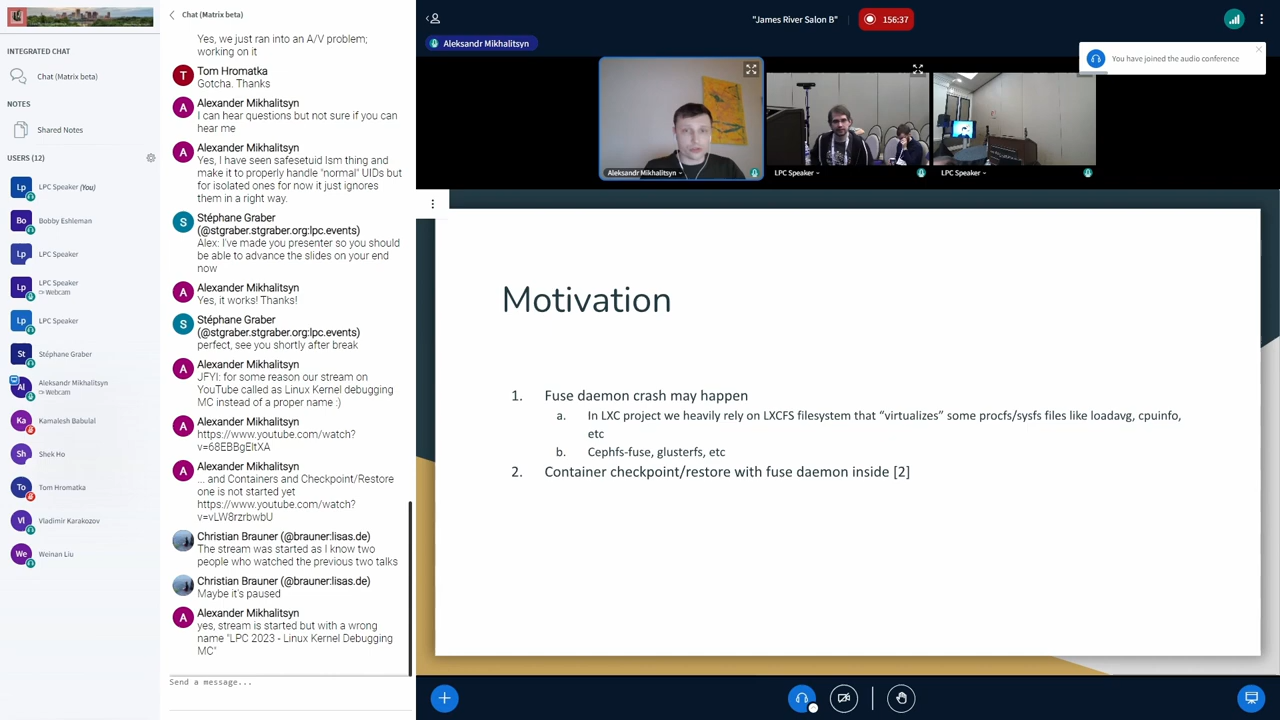 INTEGRATED CHAT
Chat (Matrix beta)
NOTES
Shared Notes
USERS (12)
Lp
LPC Speaker (You)
Bo
Bobby Eshleman
Lp
LPC Speaker
Lp
LPC Speaker
Webcam
Lp
LPC Speaker
St
Stéphane Graber
Al
Aleksandr Mikhalitsyn
Webcam
Ka
Kamalesh Babulal
Sh
Shek Ho
To
Tom Hromatka
Vl
Vladimir Karakozov
We
Weinan Liu
Chat (Matrix beta)
Yes, we just ran into an A/V problem;
working on it
T
Tom Hromatka
Gotcha. Thanks
A
Alexander Mikhalitsyn
I can hear questions but not sure if you can
hear me
A
Alexander Mikhalitsyn
Yes, I have seen safesetuid lsm thing and
make it to properly handle "normal" UIDs but
for isolated ones for now it just ignores
them in a right way.
S
Stéphane Graber
(@stgraber.stgraber.org:lpc.events)
Alex: I've made you presenter so you should
be able to advance the slides on your end
now
A
Alexander Mikhalitsyn
Yes, it works! Thanks!
S
Stéphane Graber
(@stgraber.stgraber.org:lpc.events)
perfect, see you shortly after break
A
Alexander Mikhalitsyn
JFYI: for some reason our stream on
YouTube called as Linux Kernel debugging
MC instead of a proper name :)
A
Alexander Mikhalitsyn
https://www.youtube.com/watch?
v=68EBBgEltXA
A
Alexander Mikhalitsyn
... and Containers and Checkpoint/Restore
one is not started yet
https://www.youtube.com/watch?
v=vLW8rzrbwbU
Christian Brauner (@brauner:lisas.de)
The stream was started as I know two
people who watched the previous two talks
Christian Brauner (@brauner:lisas.de)
Maybe it's paused
A
Alexander Mikhalitsyn
yes, stream is started but with a wrong
name "LPC 2023 - Linux Kernel Debugging
MC"
Send a message...
"James River Salon B"
156:37
Aleksandr Mikhalitsyn
You have joined the audio conference
Aleksandr Mikhalitsyn
LPC Speaker
LPC Speaker
Motivation
1. Fuse daemon crash may happen
a. In LXC project we heavily rely on LXCFS filesystem that “virtualizes” some procfs/sysfs files like loadavg, cpuinfo,
etc
b. Cephfs-fuse, glusterfs, etc
2. Container checkpoint/restore with fuse daemon inside [2]